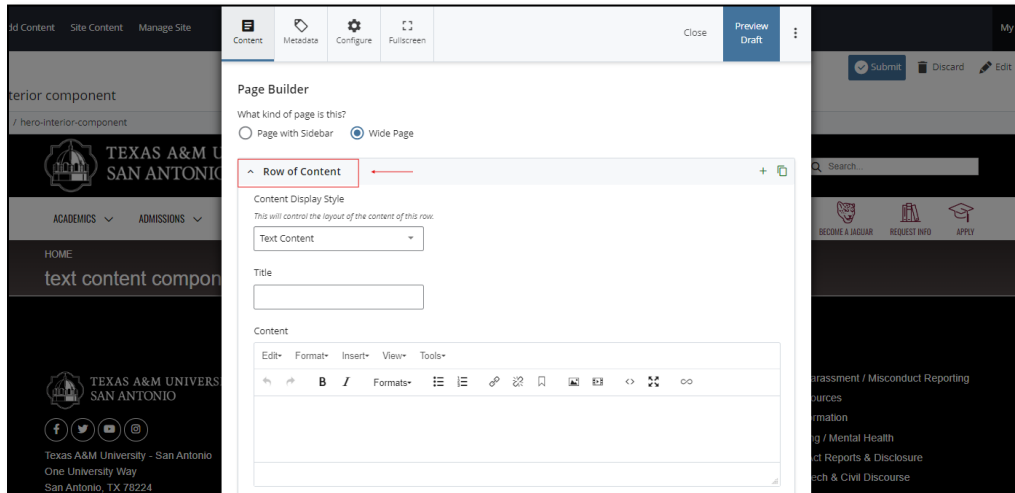 dd Content Site Content Manage Site
My
Content Metadata Configure Fullscreen
Close
Preview
Draft
Submit Discard Edit
terior component
/ hero-interior-component
Page Builder
What kind of page is this?
Page with Sidebar Wide Page
TEXAS A&M U
SAN ANTONIO
Search...
Row of Content
Content Display Style
This will control the layout of the content of this row.
Text Content
ACADEMICS ADMISSIONS
BECOME A JAGUAR REQUEST INFO APPLY
HOME
text content compon
Title
Content
Edit Format Insert View Tools
B I Formats
TEXAS A&M UNIVERS
SAN ANTONIO
Texas A&M University - San Antonio
One University Way
San Antonio, TX 78224
arassment / Misconduct Reporting
ources
rmation
ng / Mental Health
ct Reports & Disclosure
ech & Civil Discourse